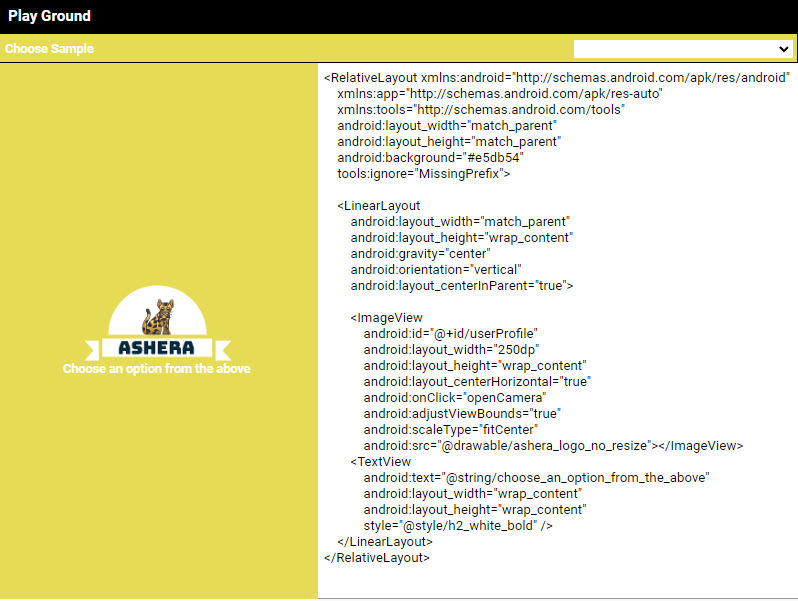 Play Ground
Choose Sample
ASHERA
Choose an option from the above
<RelativeLayout xmlns:android="http://schemas.android.com/apk/res/android"
xmlns:app="http://schemas.android.com/apk/res-auto"
xmlns:tools="http://schemas.android.com/tools"
android:layout_width="match_parent"
android:layout_height="match_parent"
android:background="#e5db54"
tools:ignore="MissingPrefix">
<LinearLayout
android:layout_width="match_parent"
android:layout_height="wrap_content"
android:gravity="center"
android:orientation="vertical"
android:layout_centerInParent="true">
<ImageView
android:id="@+id/userProfile"
android:layout_width="250dp"
android:layout_height="wrap_content"
android:layout_centerHorizontal="true"
android:onClick="openCamera"
android:adjustViewBounds="true"
android:scaleType="fitCenter"
android:src="@drawable/ashera_logo_no_resize"></ImageView>
<TextView
android:text="@string/choose_an_option_from_the_above"
android:layout_width="wrap_content"
android:layout_height="wrap_content"
style="@style/h2_white_bold" />
</LinearLayout>
</RelativeLayout>